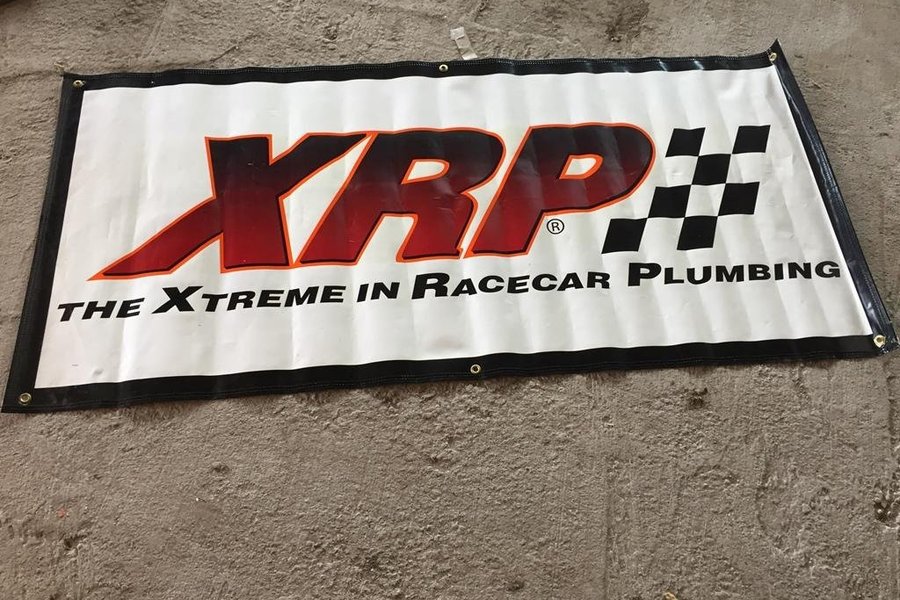 XRP®
THE XTREME IN RACECAR PLUMBING